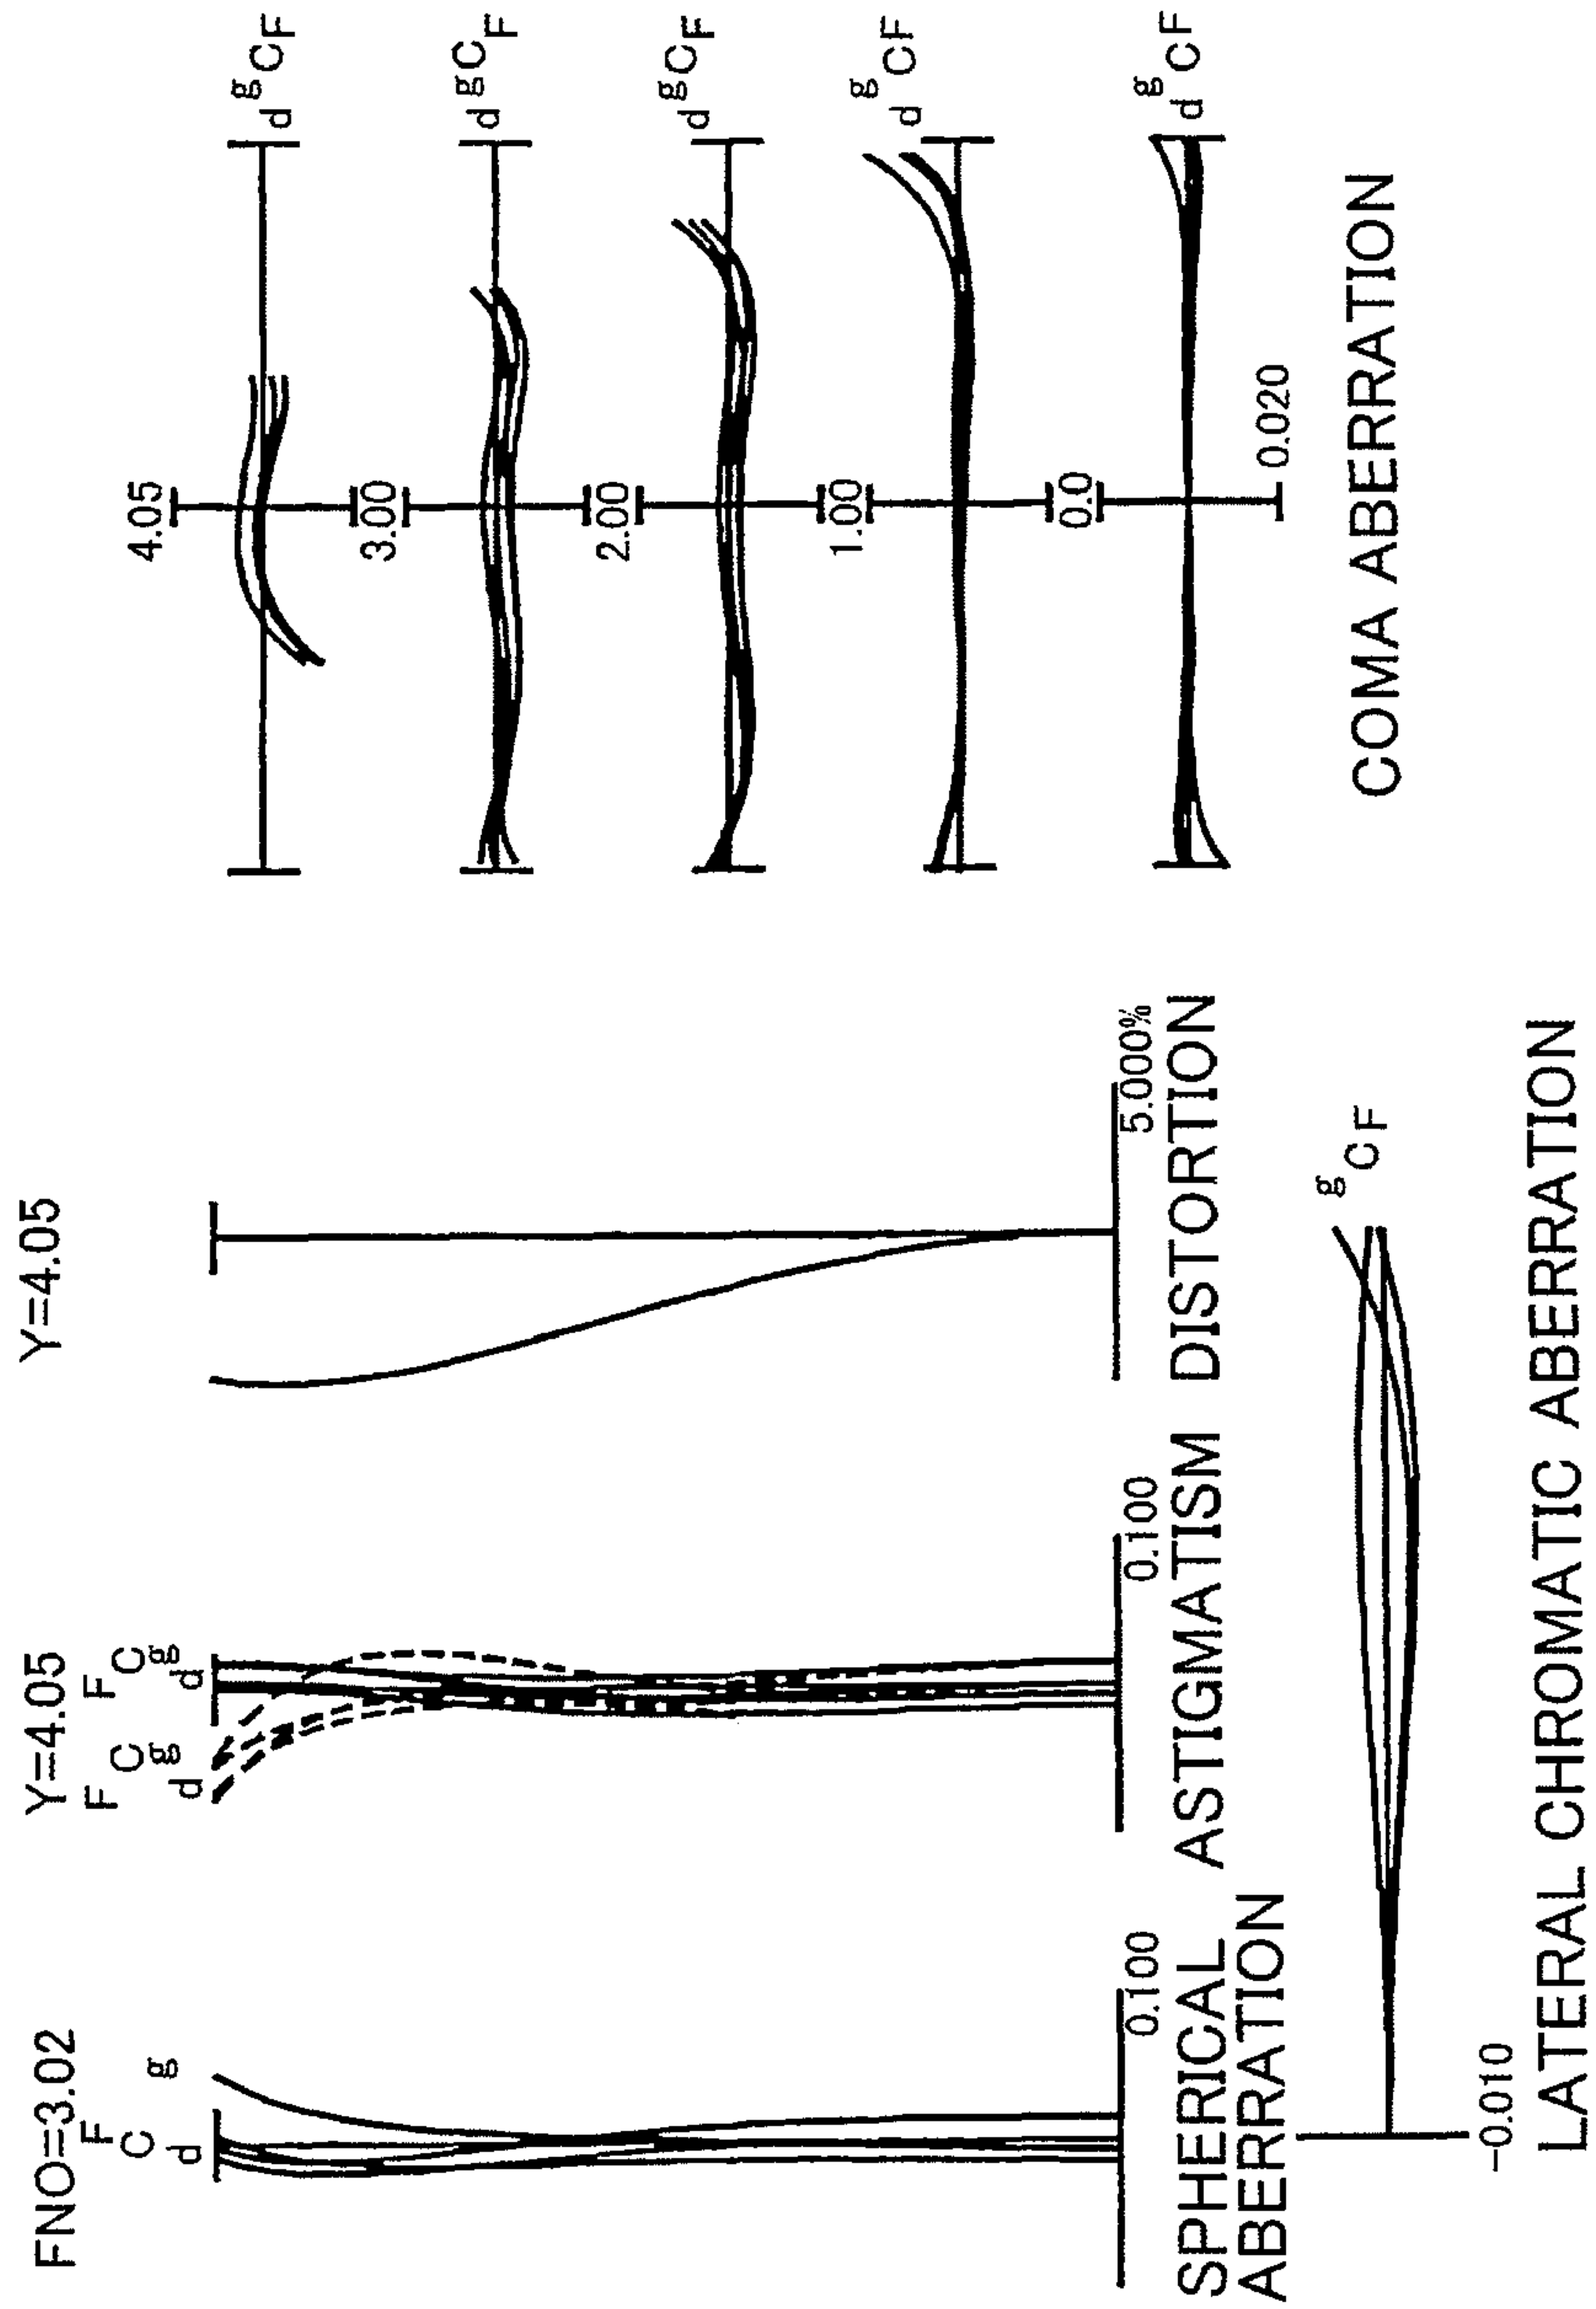 FNO=3.02
F
C
g
d
SPHERICAL
ABERRATION
0.100
Y=4.05
F
C
g
d
F
C
g
d
ASTIGMATISM
0.100
Y=4.05
DISTORTION
5.000%
-0.010
g
C
F
LATERAL CHROMATIC ABERRATION
4.05
d g C F
3.00
d g C F
2.00
d g C F
1.00
d g C F
0.0
d g C F
0.020
COMA ABERRATION